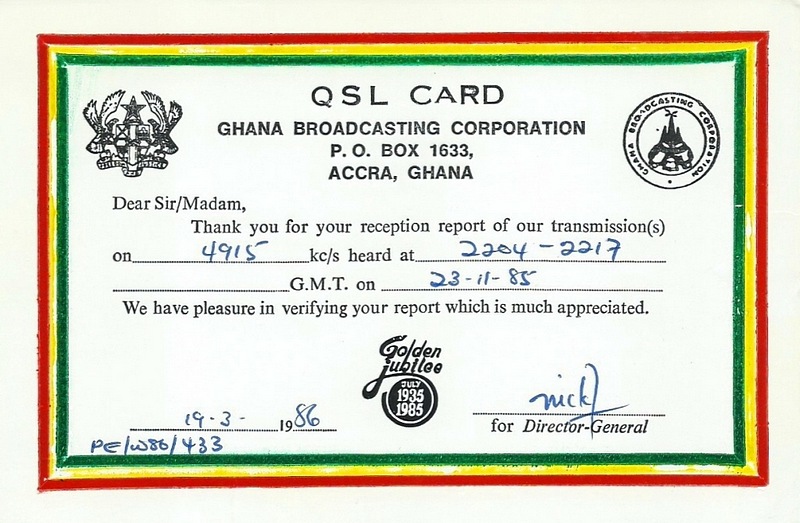 QSL CARD
GHANA BROADCASTING CORPORATION
P. O. BOX 1633,
ACCRA, GHANA
GHANA BROADCASTING CORPORATION
Dear Sir/Madam,
Thank you for your reception report of our transmission(s)
on 4915 kc/s heard at 2204-2217
G.M.T. on 23-11-85
We have pleasure in verifying your report which is much appreciated.
Golden
jubilee
JULY
1935
1985
19-3- 1986
for Director-General
PE/W86/433